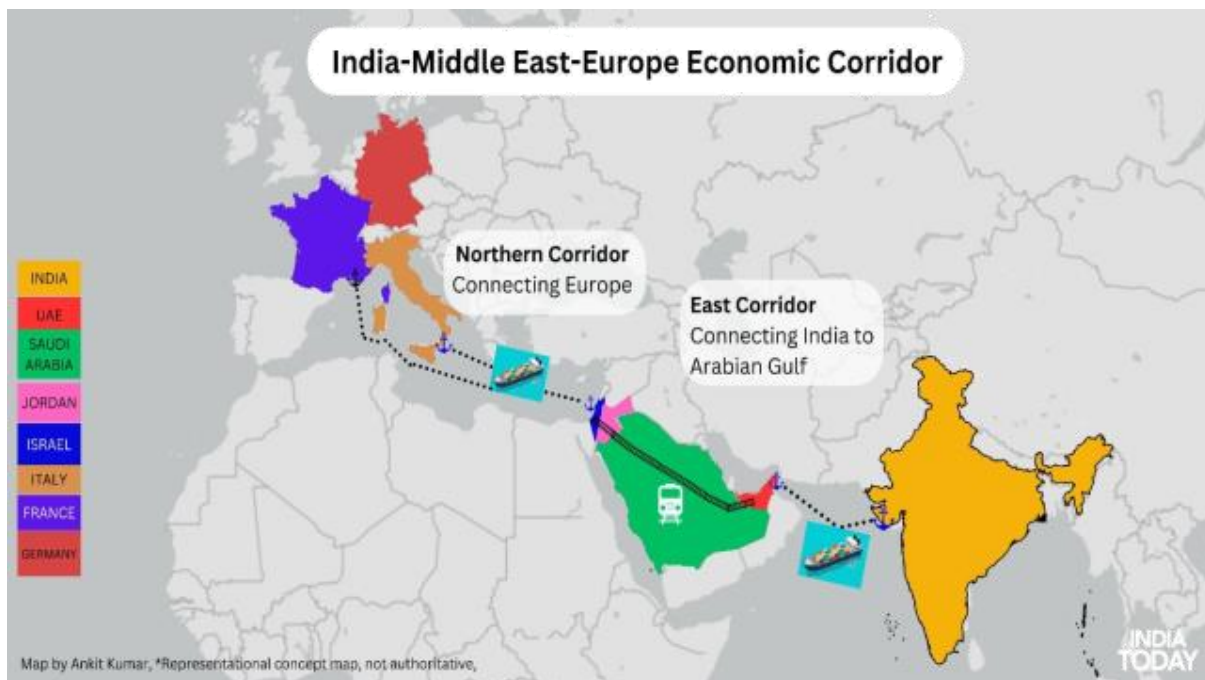 India-Middle East-Europe Economic Corridor
Northern Corridor
Connecting Europe
East Corridor
Connecting India to
Arabian Gulf
INDIA
UAE
SAUDI
ARABIA
JORDAN
ISRAEL
ITALY
FRANCE
GERMANY
Map by Ankit Kumar, *Representational concept map, not authoritative,
INDIA
TODAY